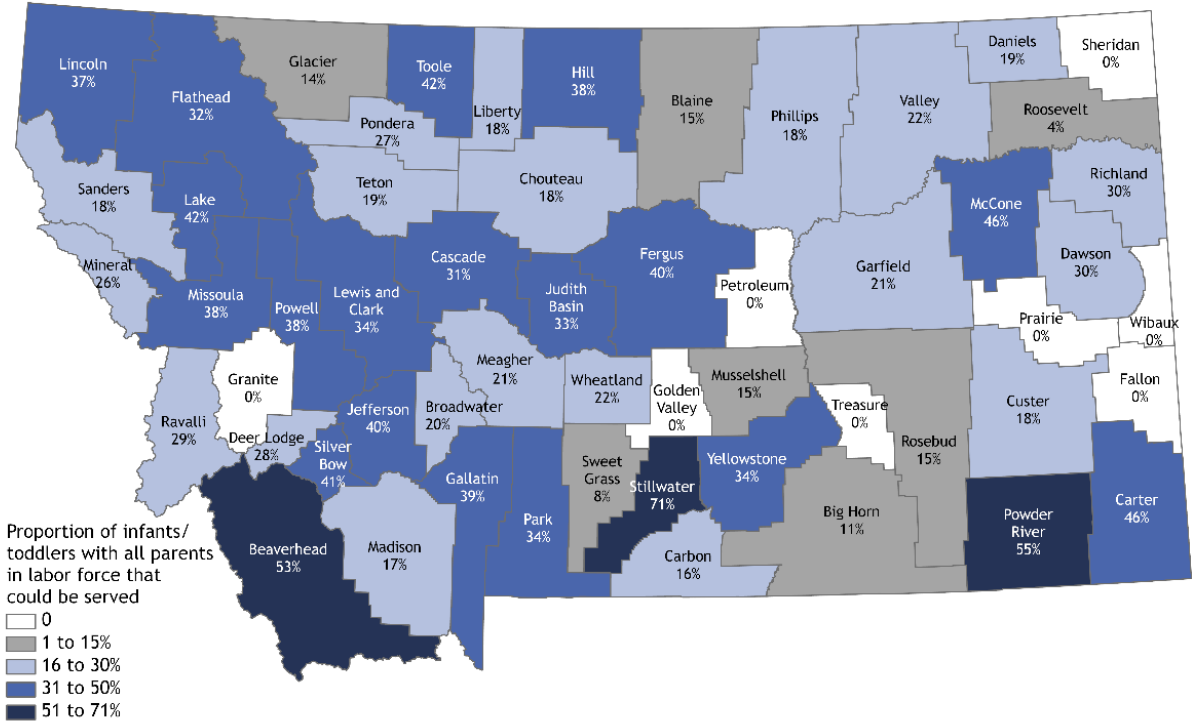 Lincoln
37%
Flathead
32%
Glacier
14%
Toole
42%
Liberty
18%
Hill
38%
Blaine
15%
Phillips
18%
Valley
22%
Daniels
19%
Sheridan
0%
Roosevelt
4%
Pondera
27%
Teton
19%
Chouteau
18%
Sanders
18%
Lake
42%
McCone
46%
Richland
30%
Dawson
30%
Mineral
26%
Missoula
38%
Powell
38%
Lewis and
Clark
34%
Cascade
31%
Judith
Basin
33%
Fergus
40%
Petroleum
0%
Garfield
21%
Prairie
0%
Wibaux
0%
Granite
0%
Ravalli
29%
Deer Lodge
28%
Silver
Bow
41%
Jefferson
40%
Broadwater
20%
Meagher
21%
Wheatland
22%
Golden
Valley
0%
Musselshell
15%
Treasure
0%
Rosebud
15%
Custer
18%
Fallon
0%
Gallatin
39%
Park
34%
Sweet
Grass
8%
Stillwater
71%
Yellowstone
34%
Big Horn
11%
Powder
River
55%
Carter
46%
Beaverhead
53%
Madison
17%
Carbon
16%
Proportion of infants/
toddlers with all parents
in labor force that
could be served
0
1 to 15%
16 to 30%
31 to 50%
51 to 71%